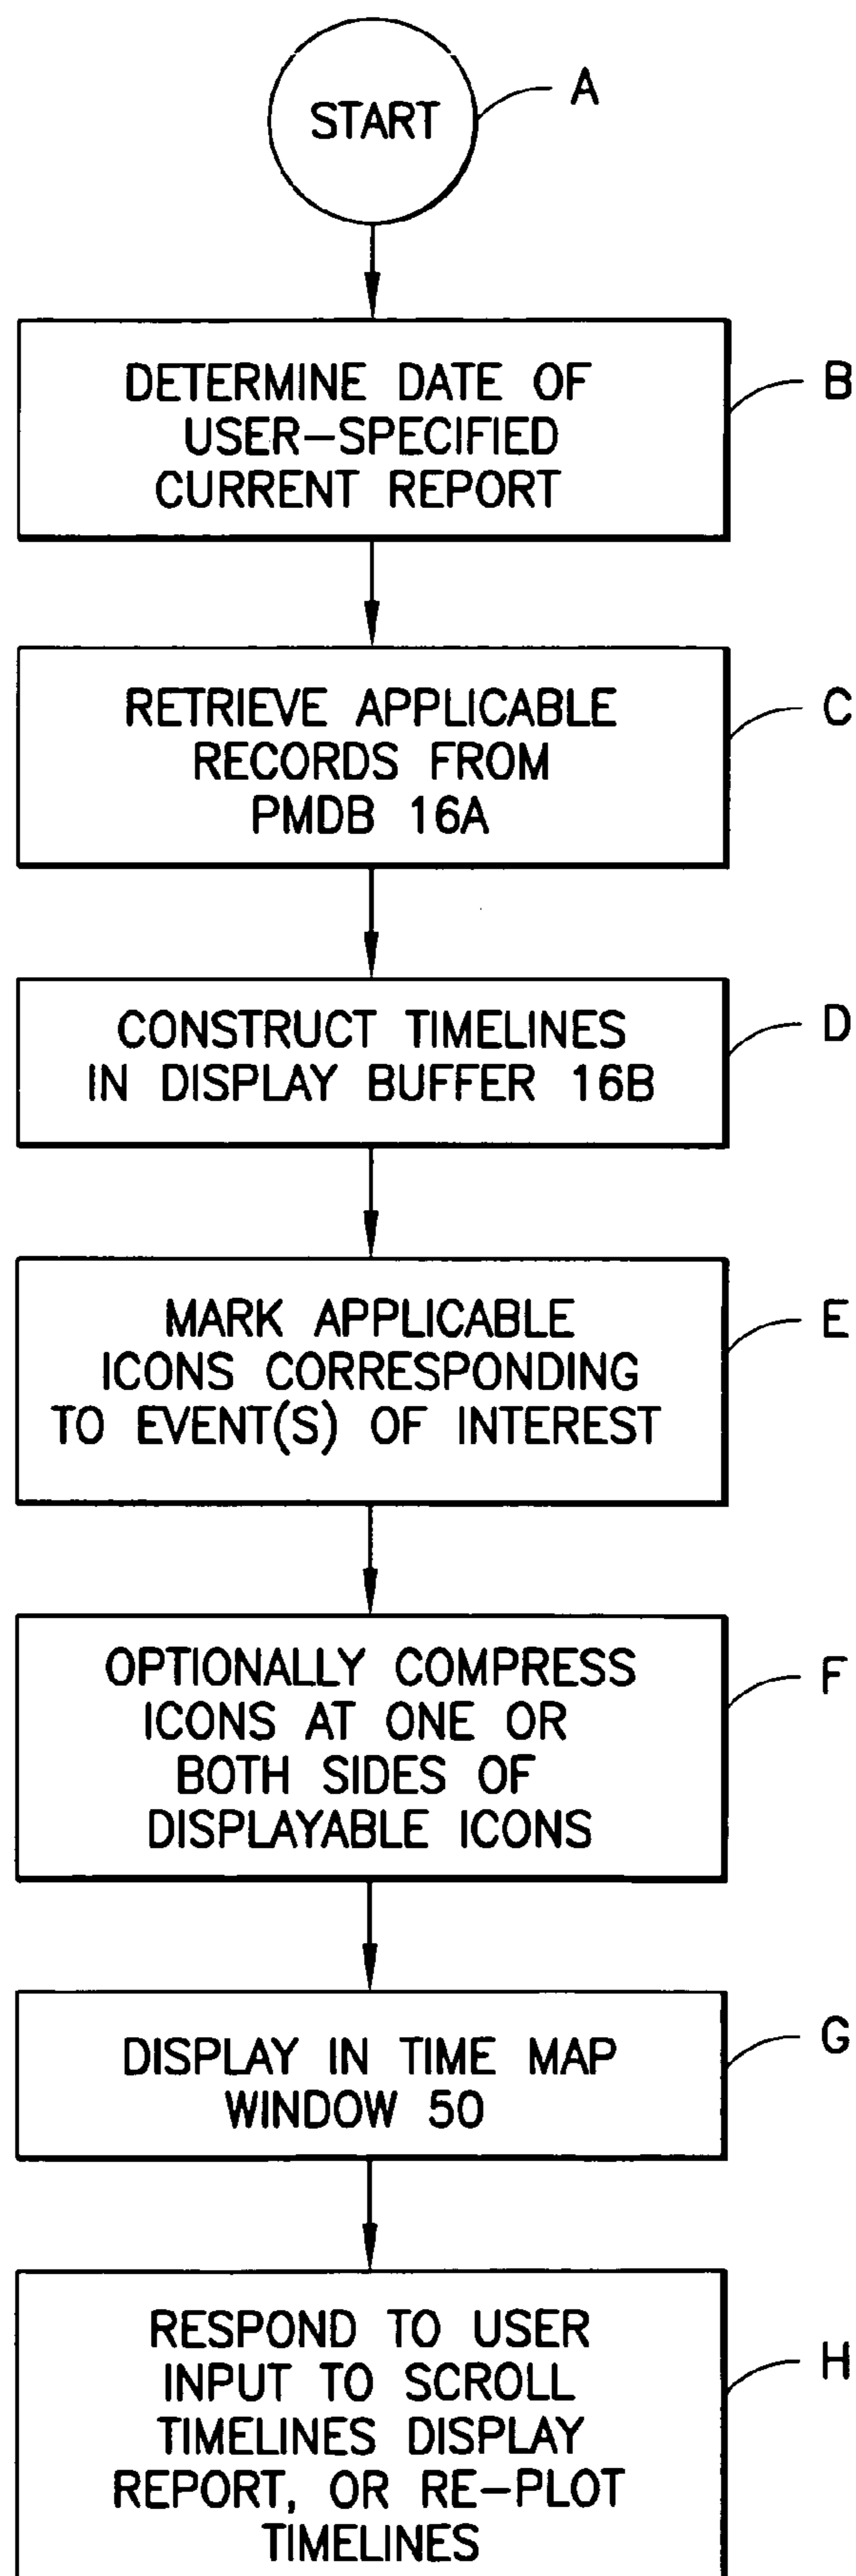 START
A
DETERMINE DATE OF
USER-SPECIFIED
CURRENT REPORT
B
RETRIEVE APPLICABLE
RECORDS FROM
PMDB 16A
C
CONSTRUCT TIMELINES
IN DISPLAY BUFFER 16B
D
MARK APPLICABLE
ICONS CORRESPONDING
TO EVENT(S) OF INTEREST
E
OPTIONALLY COMPRESS
ICONS AT ONE OR
BOTH SIDES OF
DISPLAYABLE ICONS
F
DISPLAY IN TIME MAP
WINDOW 50
G
RESPOND TO USER
INPUT TO SCROLL
TIMELINES DISPLAY
REPORT, OR RE-PLOT
TIMELINES
H